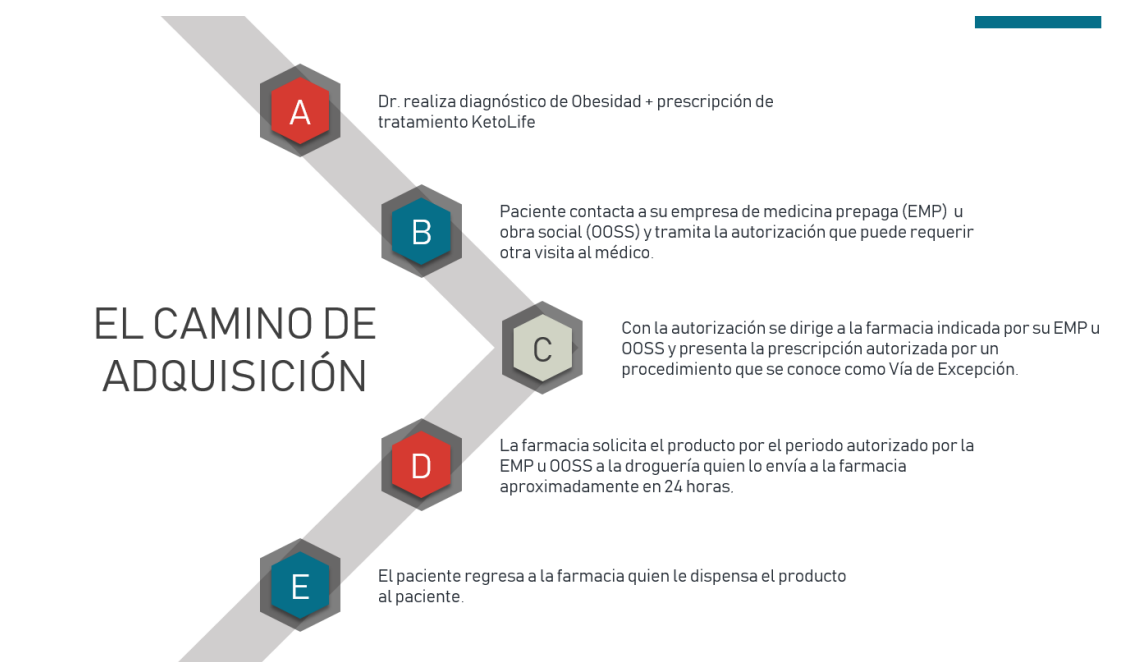 A
Dr. realiza diagnóstico de Obesidad + prescripción de
tratamiento KetoLife
B
Paciente contacta a su empresa de medicina prepaga (EMP) u
obra social (OOSS) y tramita la autorización que puede requerir
otra visita al médico.
EL CAMINO DE
ADQUISICIÓN
C
Con la autorización se dirige a la farmacia indicada por su EMP u
OOSS y presenta la prescripción autorizada por un
procedimiento que se conoce como Vía de Excepción.
D
La farmacia solicita el producto por el periodo autorizado por la
EMP u OOSS a la droguería quien lo envía a la farmacia
aproximadamente en 24 horas.
E
El paciente regresa a la farmacia quien le dispensa el producto
al paciente.